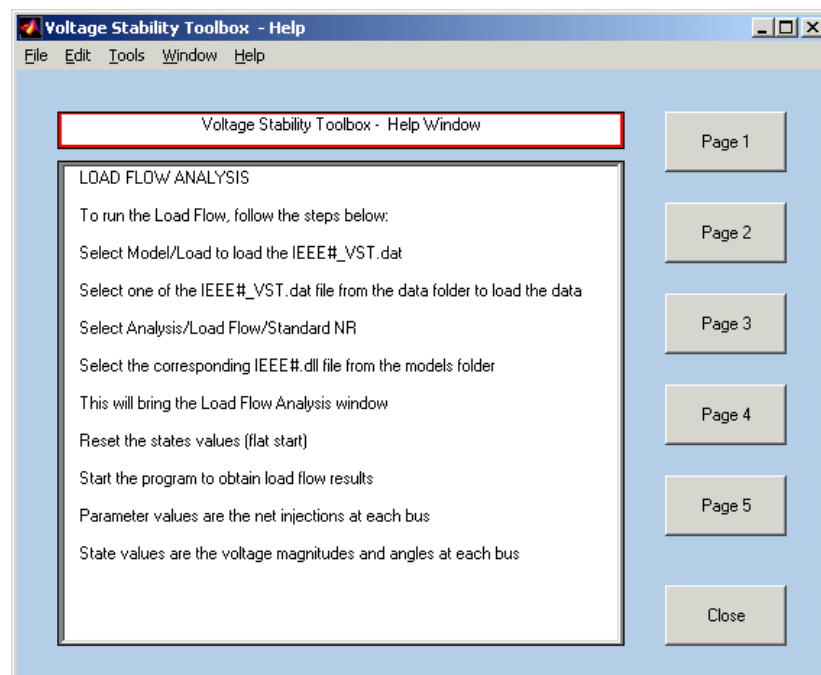 Voltage Stability Toolbox - Help
File Edit Tools Window Help
Voltage Stability Toolbox - Help Window
LOAD FLOW ANALYSIS
To run the Load Flow, follow the steps below:
Select Model/Load to load the IEEE#_VST.dat
Select one of the IEEE#_VST.dat file from the data folder to load the data
Select Analysis/Load Flow/Standard NR
Select the corresponding IEEE#.dll file from the models folder
This will bring the Load Flow Analysis window
Reset the states values (flat start)
Start the program to obtain load flow results
Parameter values are the net injections at each bus
State values are the voltage magnitudes and angles at each bus
Page 1
Page 2
Page 3
Page 4
Page 5
Close